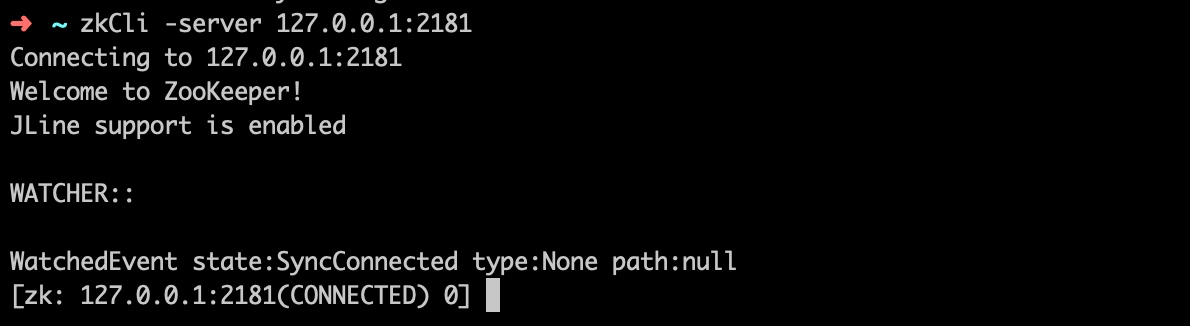 ➜ ~ zkCli -server 127.0.0.1:2181
Connecting to 127.0.0.1:2181
Welcome to ZooKeeper!
JLine support is enabled
WATCHER::
WatchedEvent state:SyncConnected type:None path:null
[zk: 127.0.0.1:2181(CONNECTED) 0]